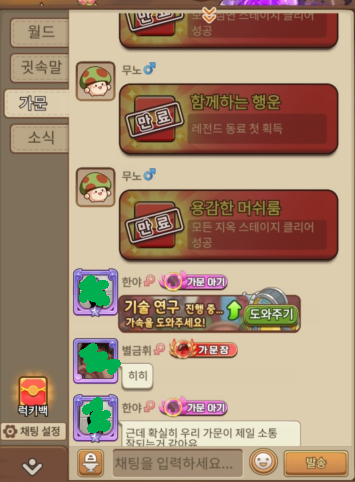 월드
귓속말
가문
소식
스테이지 클리어
성공
만료
무노
함께하는 행운
레전드 동료 첫 획득
만료
무노
용감한 머쉬룸
모든 지옥 스테이지 클리어
성공
만료
한야 가문 아기
기술 연구 진행 중...
가속을 도와주세요!
도와주기
별금휘 가문장
히히
한야 가문 아기
근데 확실히 우리 가문이 제일 소통
잘되는거 같아요
럭키백
채팅 설정
채팅을 입력하세요...
발송